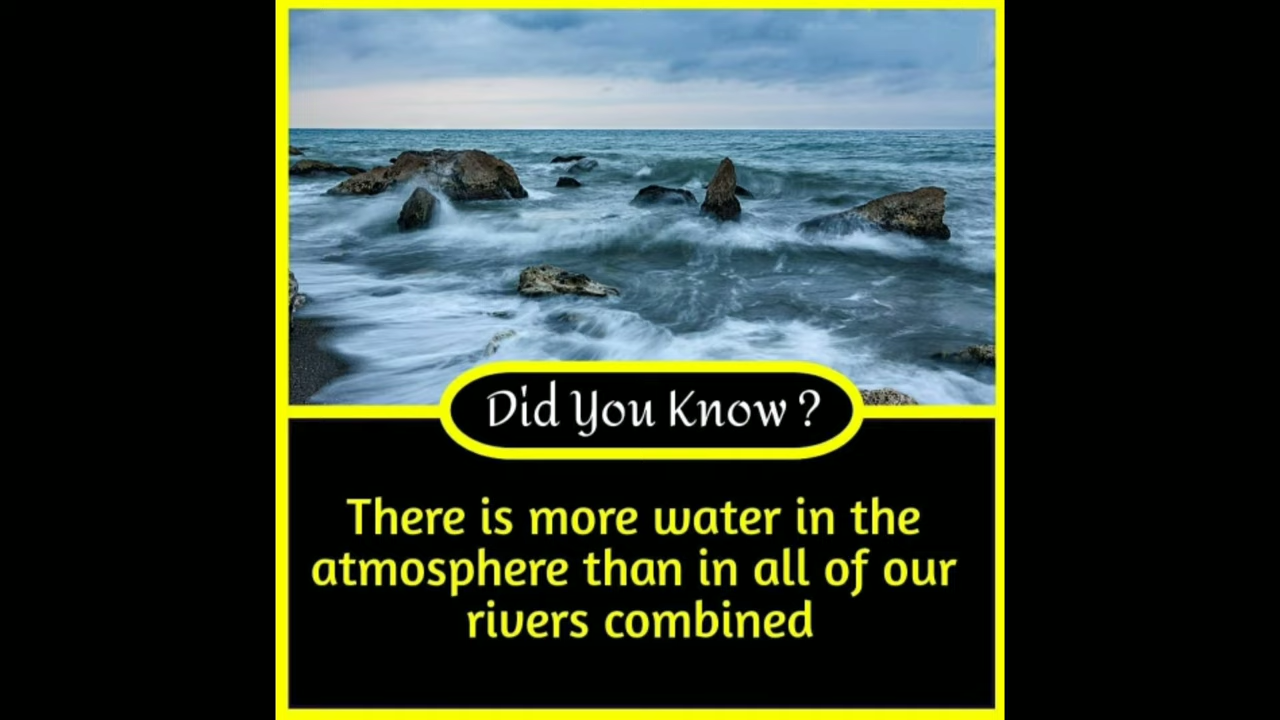 Did You Know ?
There is more water in the
atmosphere than in all of our
rivers combined